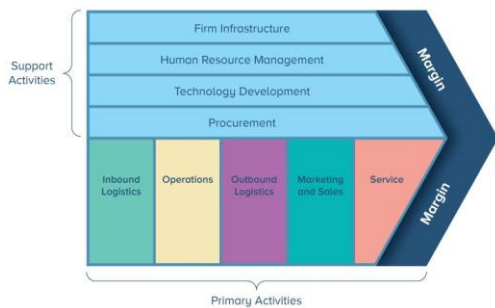 Support
Activities
Firm Infrastructure
Human Resource Management
Technology Development
Procurement
Margin
Inbound
Logistics
Operations
Outbound
Logistics
Marketing
and Sales
Service
Margin
Primary Activities